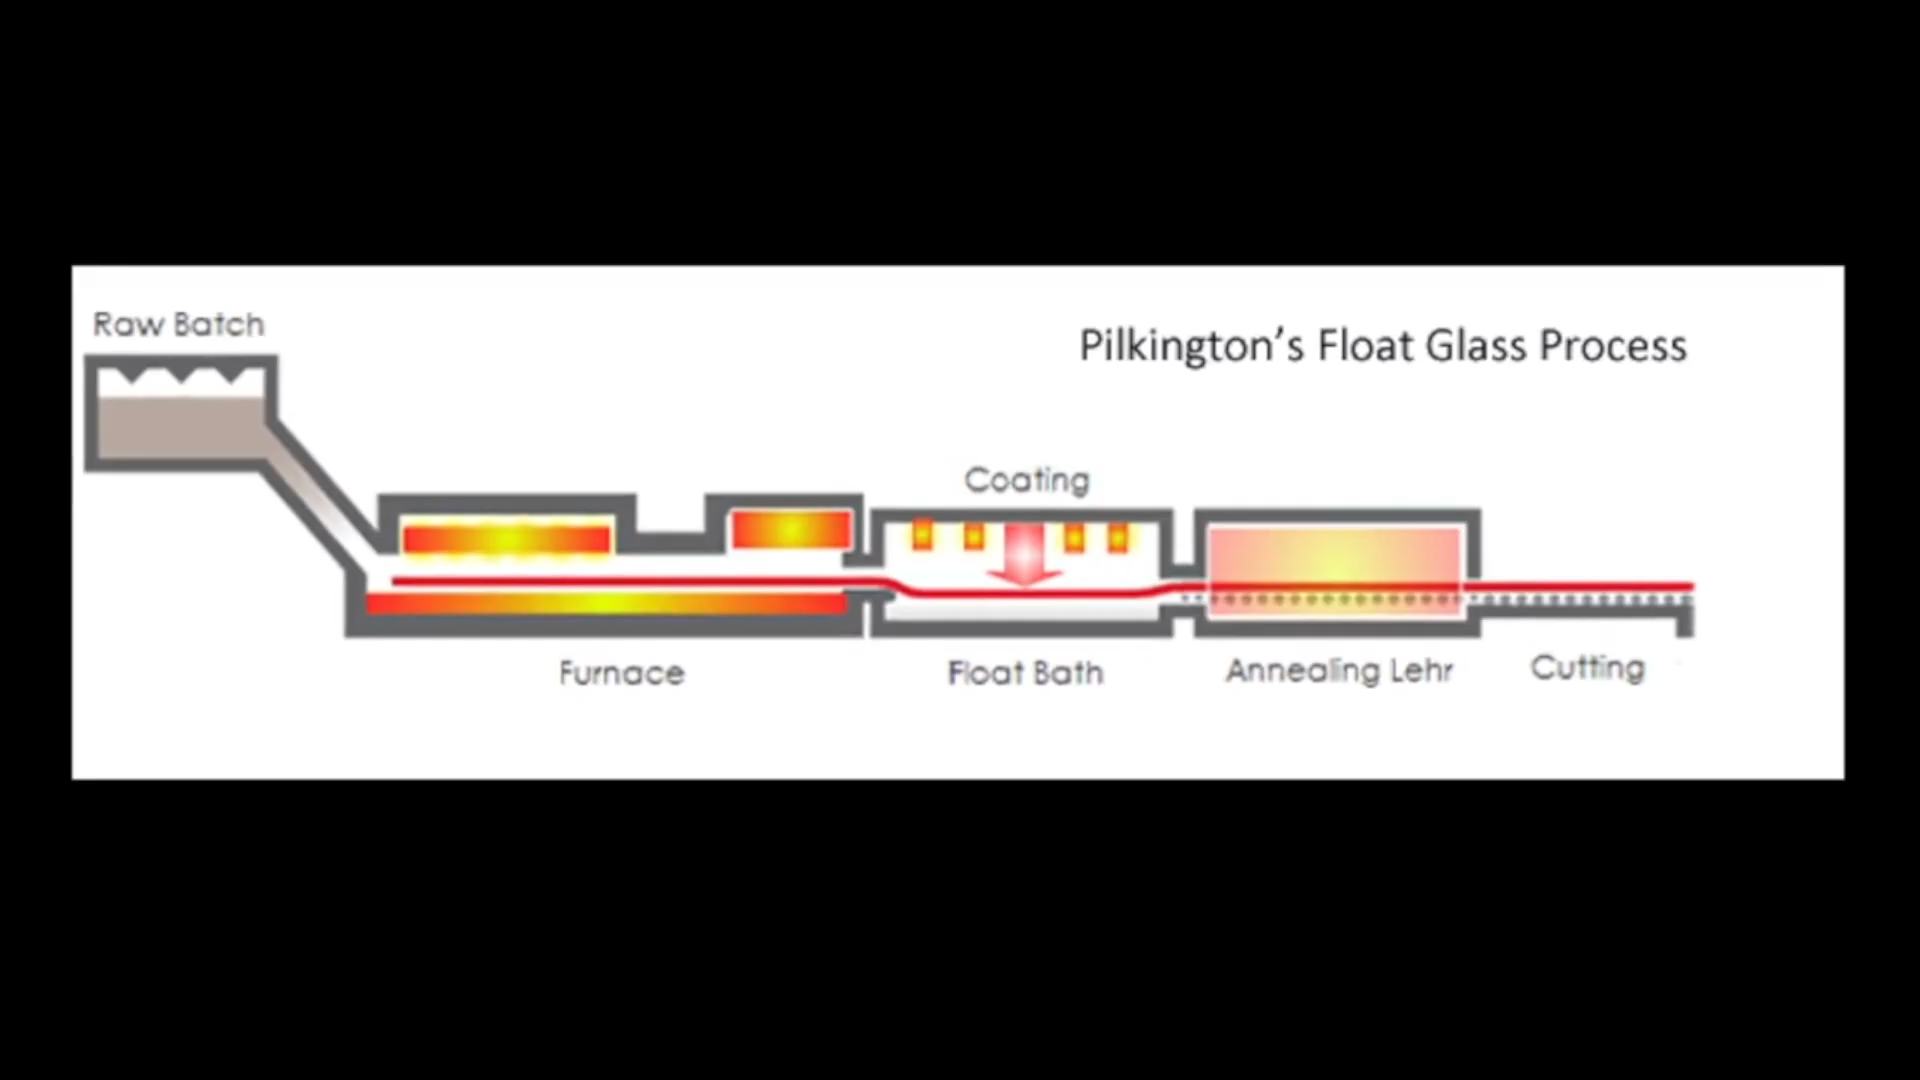 Raw Batch
Pilkington’s Float Glass Process
Coating
Furnace
Float Bath
Annealing Lehr
Cutting